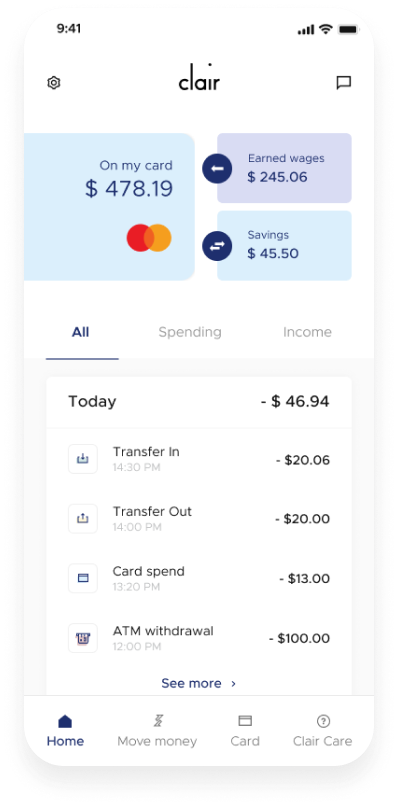 9:41
clair
On my card
$ 478.19
Earned wages
$ 245.06
Savings
$ 45.50
All Spending Income
Today - $ 46.94
Transfer In
14:30 PM
- $20.06
Transfer Out
14:00 PM
- $20.00
Card spend
13:20 PM
- $13.00
ATM withdrawal
12:00 PM
- $100.00
See more ›
Home Move money Card Clair Care